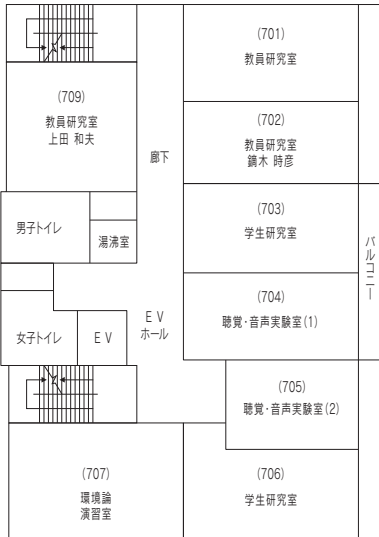 (701)
教員研究室
(709)
教員研究室
上田 和夫
(702)
教員研究室
鏑木 時彦
廊下
(703)
学生研究室
男子トイレ
湯沸室
バルコニー
(704)
聴覚・音声実験室(1)
EV
ホール
女子トイレ
EV
(705)
聴覚・音声実験室(2)
(707)
環境論
演習室
(706)
学生研究室